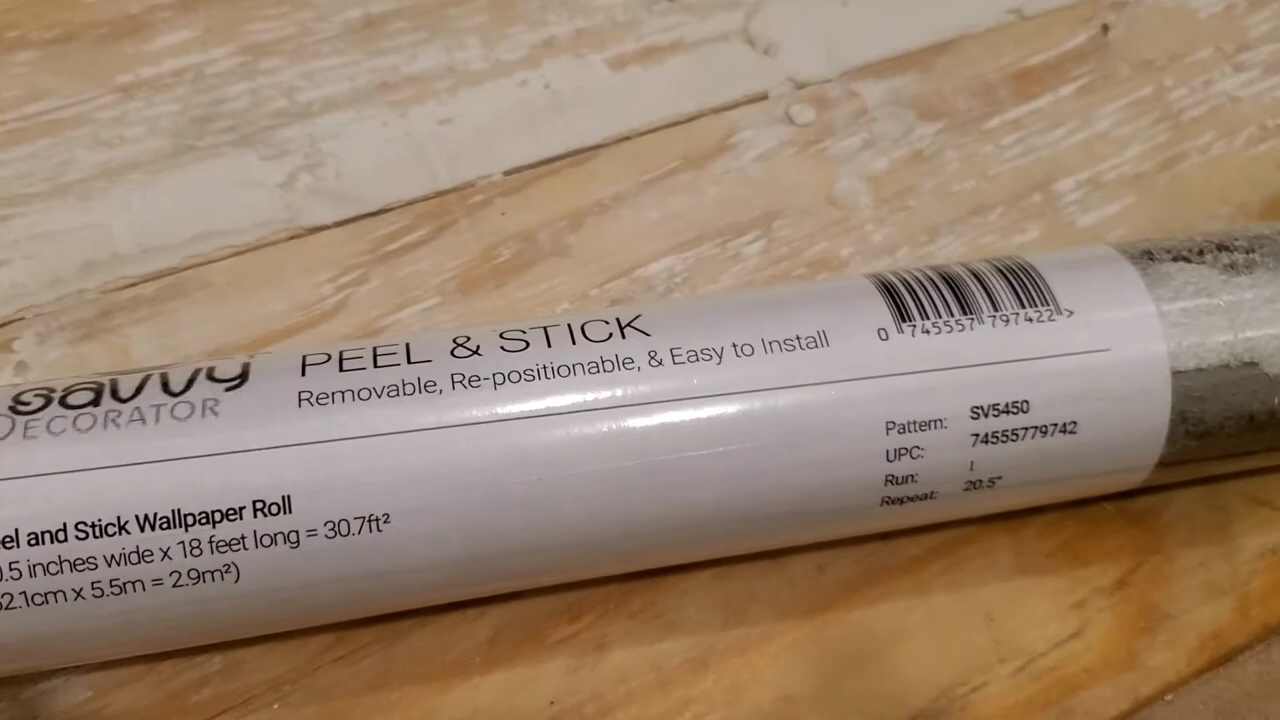 savvy
DECORATOR
PEEL & STICK
Removable, Re-positionable, & Easy to Install
0 745557 797422 >
Pattern: SV5450
UPC: 74555779742
Run: 1
Repeat: 20.5"
el and Stick Wallpaper Roll
.5 inches wide x 18 feet long = 30.7ft²
2.1cm x 5.5m = 2.9m²)